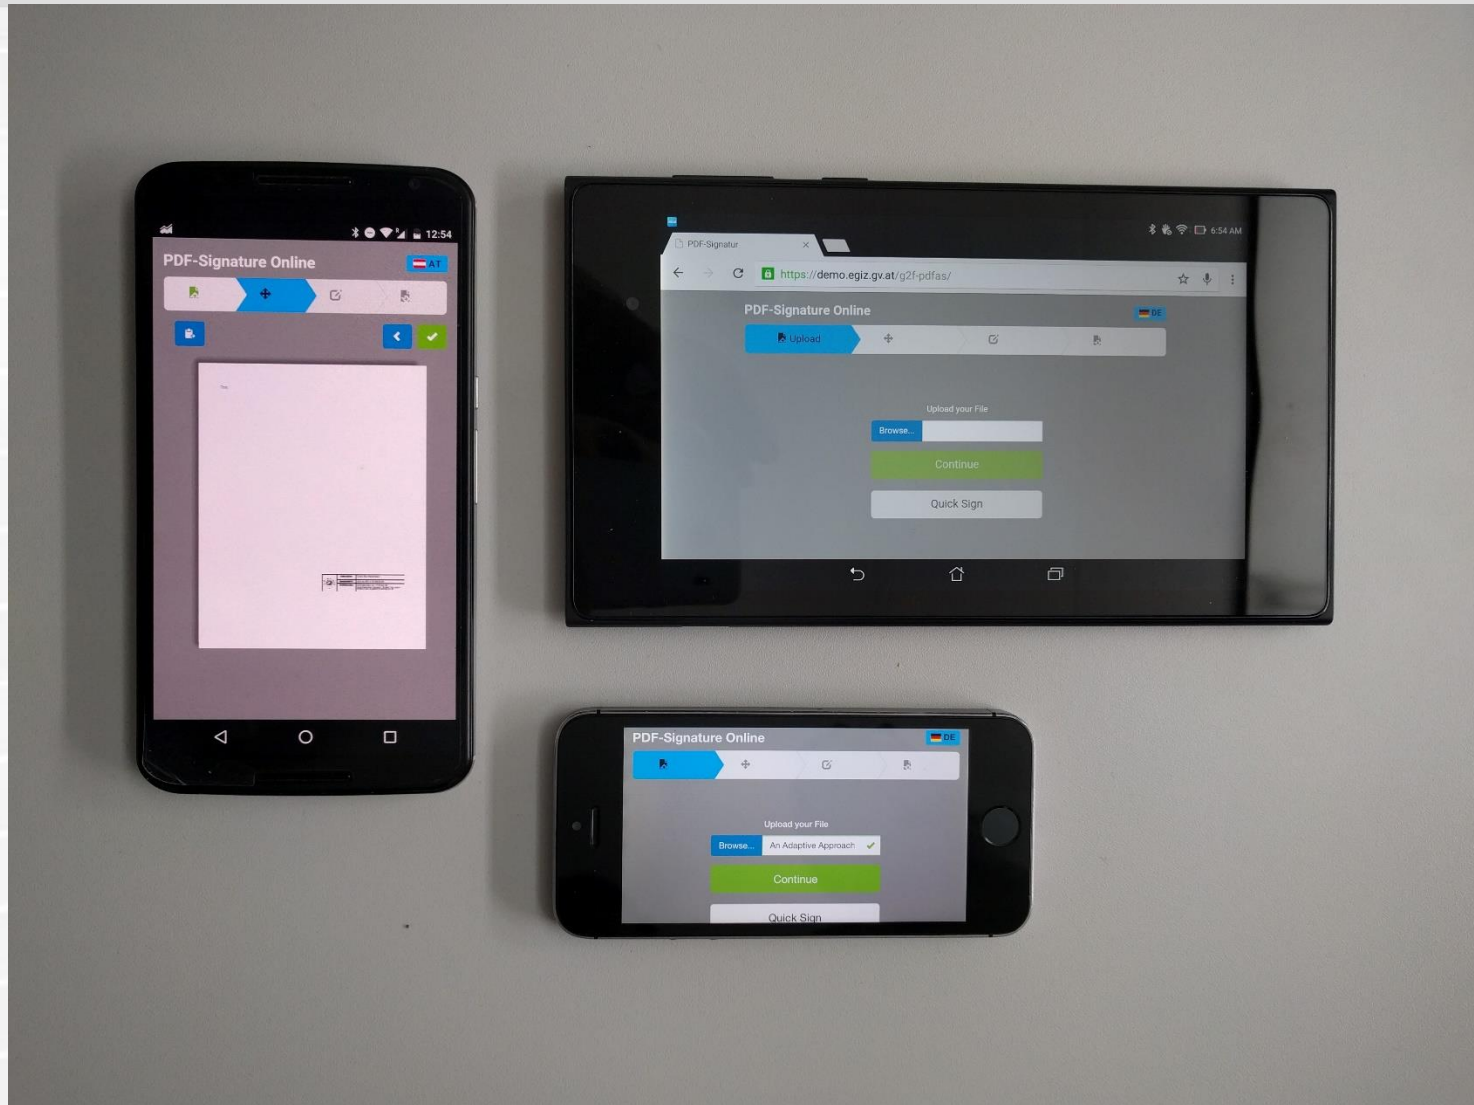 12:54
PDF-Signature Online
AT
6:54 AM
PDF-Signatur
https://demo.egiz.gv.at/g2f-pdfas/
PDF-Signature Online
DE
Upload
Upload your File
Browse...
Continue
Quick Sign
PDF-Signature Online
DE
Upload your File
Browse... An Adaptive Approach
Continue
Quick Sign